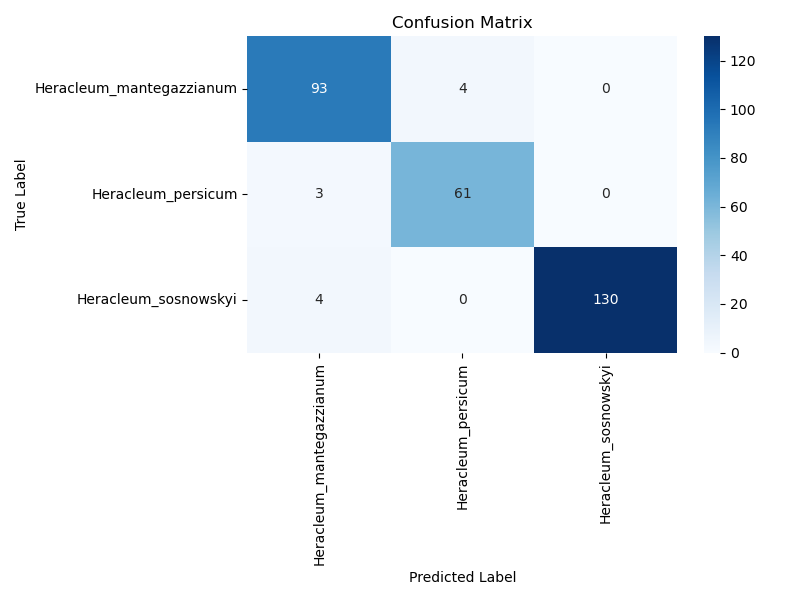 Confusion Matrix
True Label
Heracleum_mantegazzianum
93 4 0
Heracleum_persicum
3 61 0
Heracleum_sosnowskyi
4 0 130
Heracleum_mantegazzianum
Heracleum_persicum
Heracleum_sosnowskyi
Predicted Label
120
100
80
60
40
20
0